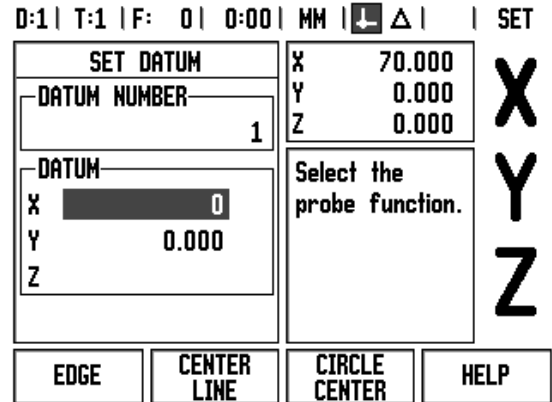 D:1 | T:1 | F: 0 | 0:00 | MM | Δ | | SET
SET DATUM
DATUM NUMBER
1
DATUM
X 0
Y 0.000
Z
X 70.000
Y 0.000
Z 0.000
Select the
probe function.
X
Y
Z
EDGE
CENTER
LINE
CIRCLE
CENTER
HELP